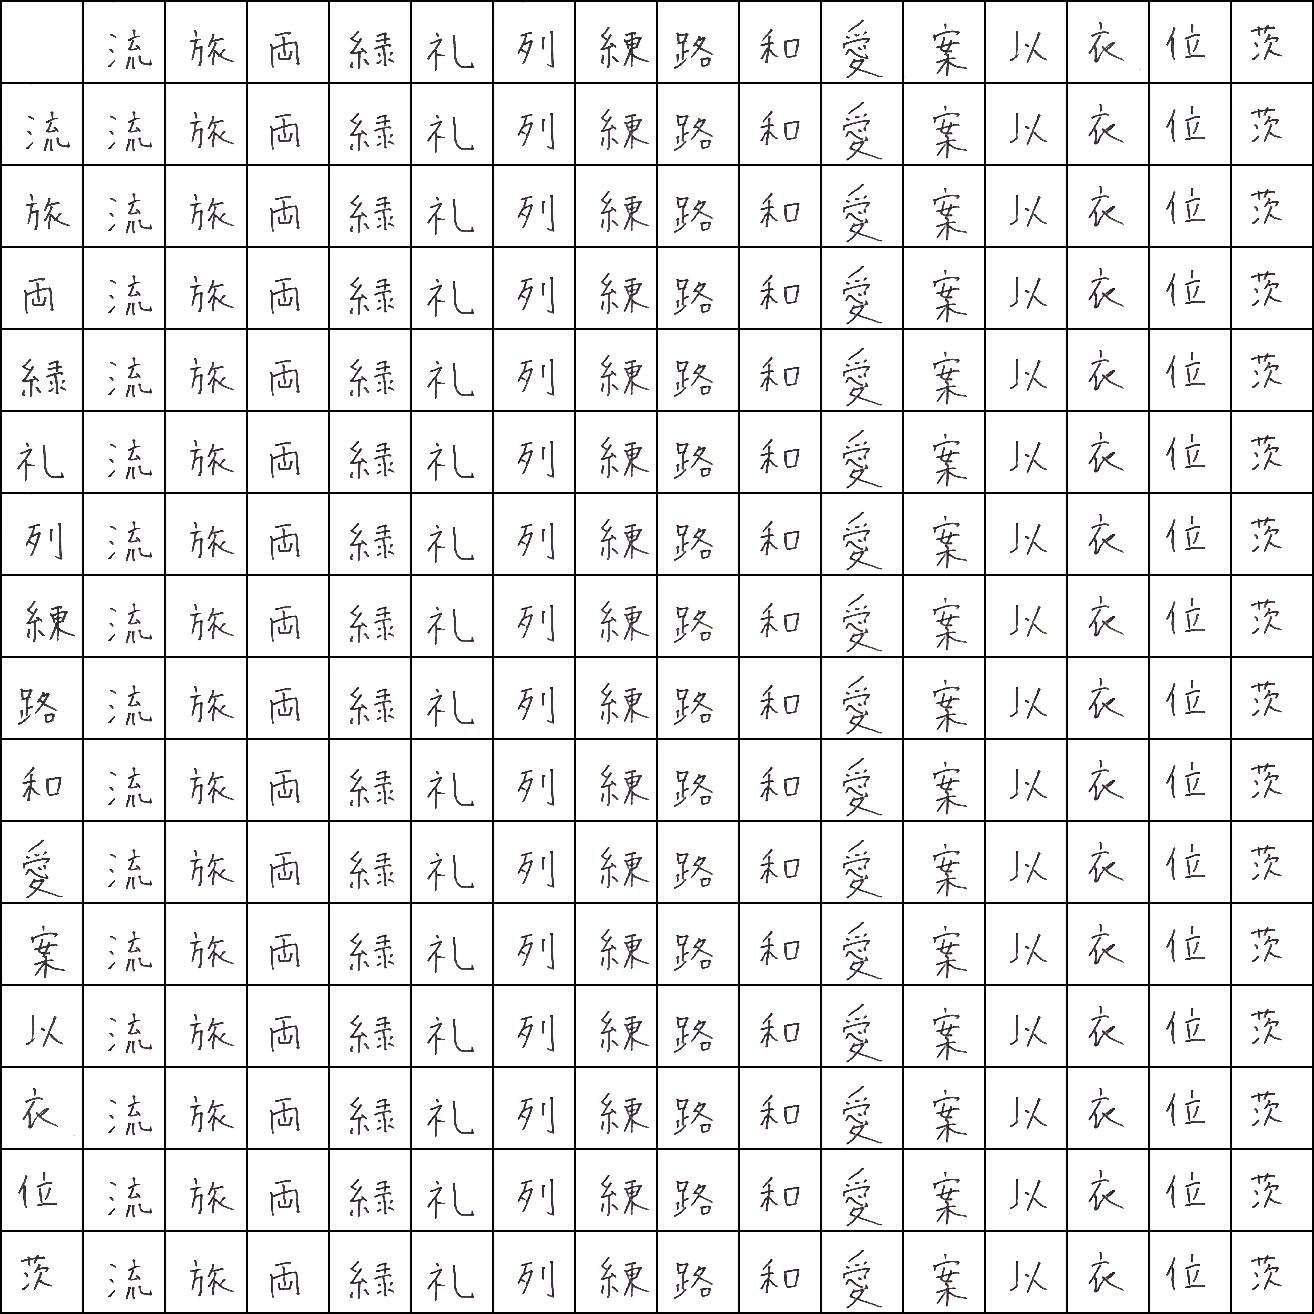 流 旅 両 緑 礼 列 練 路 和 愛 案 以 衣 位 茨
流 流 旅 両 緑 礼 列 練 路 和 愛 案 以 衣 位 茨
旅 流 旅 両 緑 礼 列 練 路 和 愛 案 以 衣 位 茨
両 流 旅 両 緑 礼 列 練 路 和 愛 案 以 衣 位 茨
緑 流 旅 両 緑 礼 列 練 路 和 愛 案 以 衣 位 茨
礼 流 旅 両 緑 礼 列 練 路 和 愛 案 以 衣 位 茨
列 流 旅 両 緑 礼 列 練 路 和 愛 案 以 衣 位 茨
練 流 旅 両 緑 礼 列 練 路 和 愛 案 以 衣 位 茨
路 流 旅 両 緑 礼 列 練 路 和 愛 案 以 衣 位 茨
和 流 旅 両 緑 礼 列 練 路 和 愛 案 以 衣 位 茨
愛 流 旅 両 緑 礼 列 練 路 和 愛 案 以 衣 位 茨
案 流 旅 両 緑 礼 列 練 路 和 愛 案 以 衣 位 茨
以 流 旅 両 緑 礼 列 練 路 和 愛 案 以 衣 位 茨
衣 流 旅 両 緑 礼 列 練 路 和 愛 案 以 衣 位 茨
位 流 旅 両 緑 礼 列 練 路 和 愛 案 以 衣 位 茨
茨 流 旅 両 緑 礼 列 練 路 和 愛 案 以 衣 位 茨